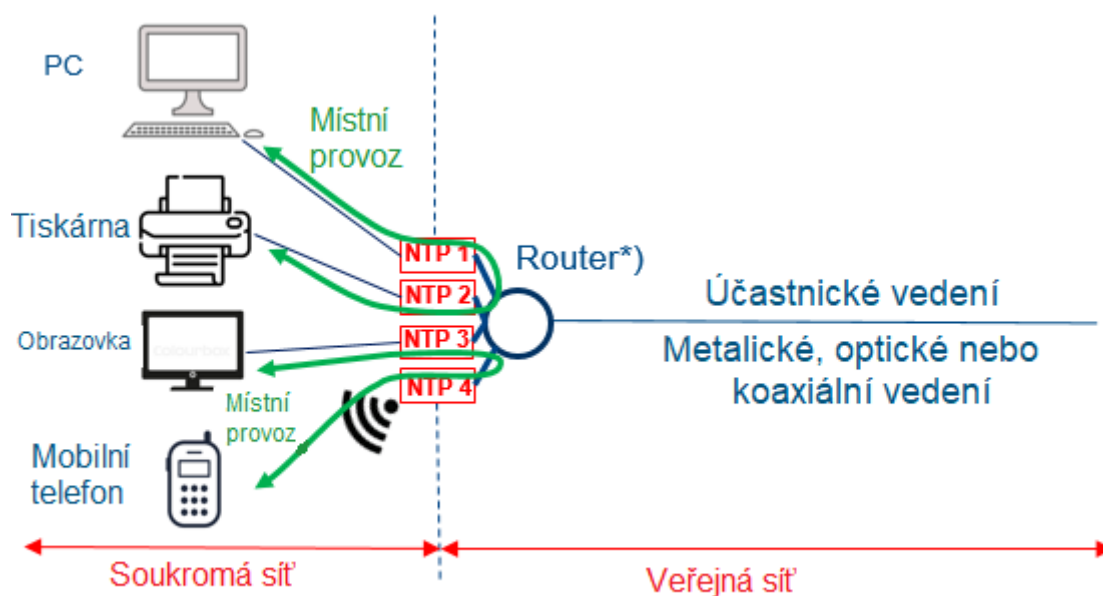 PC
Místní
provoz
Tiskárna
NTP 1
Router*)
NTP 2
Účastnické vedení
Obrazovka
NTP 3
Metalické, optické nebo
koaxiální vedení
NTP 4
Místní
provoz
Mobilní
telefon
Soukromá síť
Veřejná síť